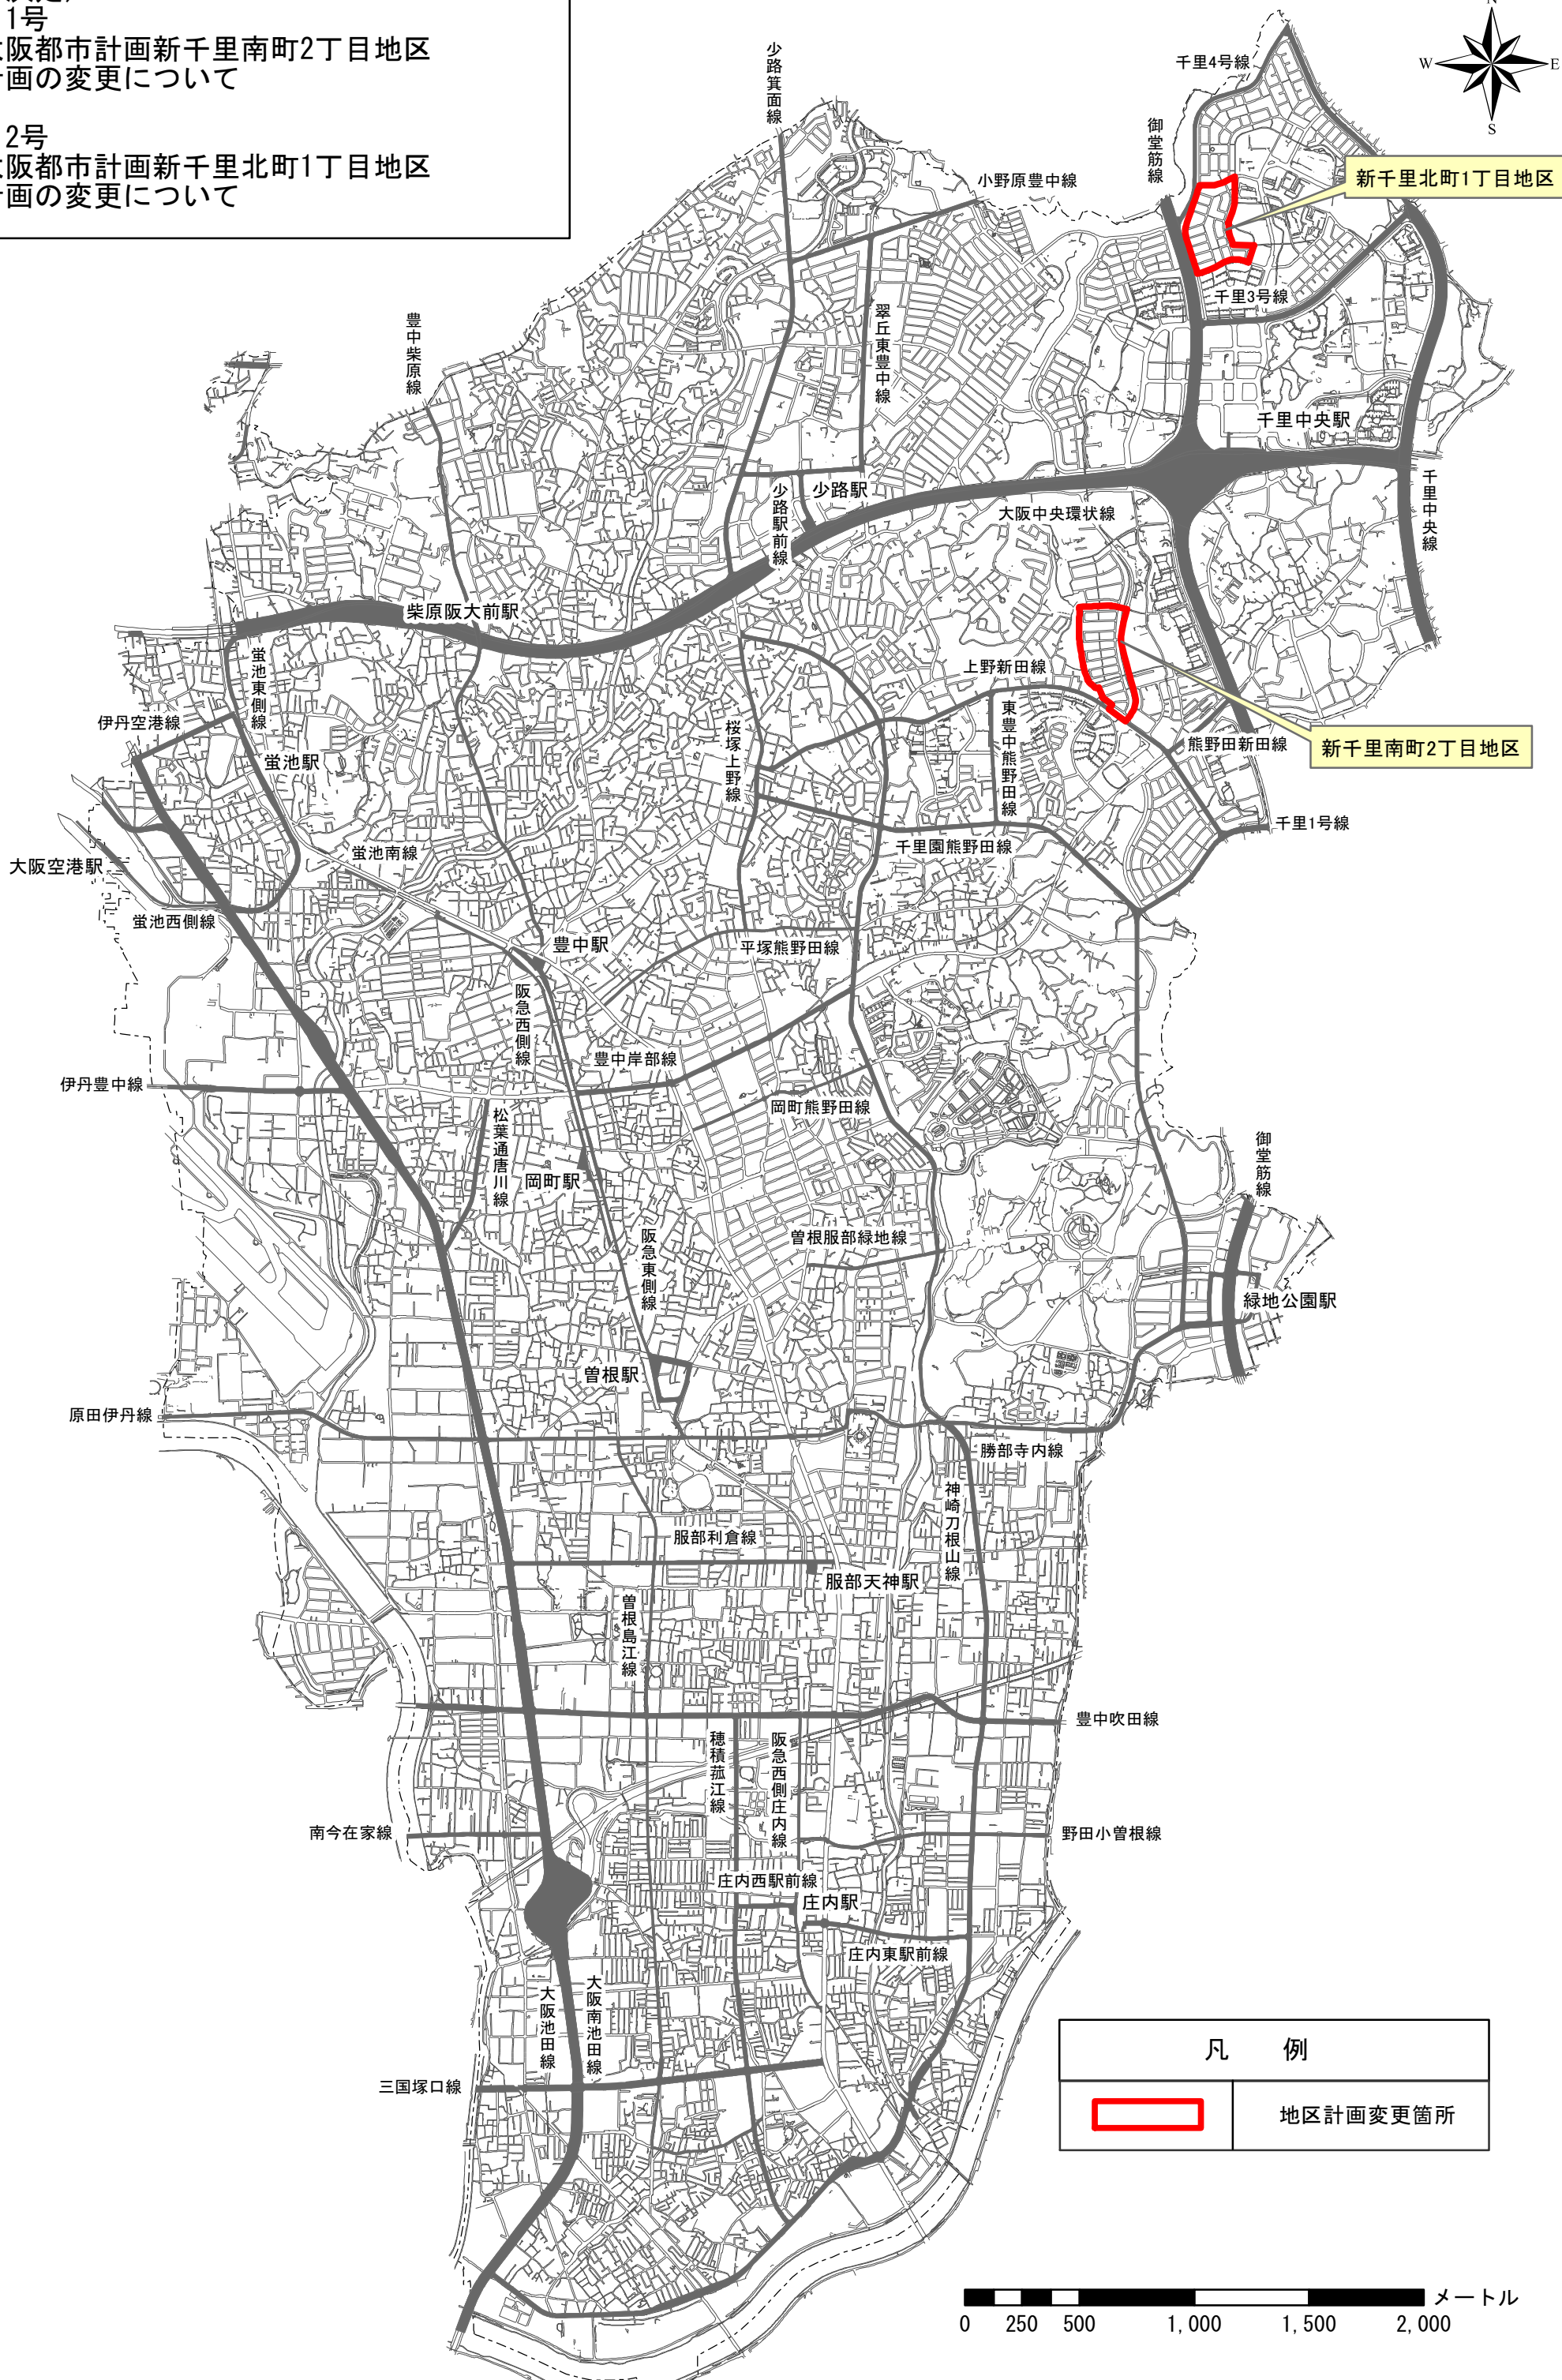 1号
大阪都市計画新千里南町2丁目地区
計画の変更について
2号
大阪都市計画新千里北町1丁目地区
計画の変更について
N
W
E
S
千里4号線
少路箕面線
御堂筋線
小野原豊中線
新千里北町1丁目地区
千里3号線
翠丘東豊中線
豊中柴原線
千里中央駅
千里中央線
少路駅
少路駅前線
大阪中央環状線
柴原阪大前駅
蛍池東側線
上野新田線
伊丹空港線
東豊中熊野田線
桜塚上野線
熊野田新田線
新千里南町2丁目地区
蛍池駅
千里1号線
千里園熊野田線
蛍池南線
大阪空港駅
蛍池西側線
豊中駅
平塚熊野田線
阪急西側線
豊中岸部線
伊丹豊中線
岡町熊野田線
松葉通唐川線
御堂筋線
岡町駅
阪急東側線
曽根服部緑地線
緑地公園駅
曽根駅
原田伊丹線
勝部寺内線
神崎刀根山線
服部利倉線
服部天神駅
曽根島江線
豊中吹田線
穂積菰江線
阪急西側庄内線
南今在家線
野田小曽根線
庄内西駅前線
庄内駅
庄内東駅前線
大阪池田線
大阪南池田線
三国塚口線
凡 例
地区計画変更箇所
メートル
0 250 500 1,000 1,500 2,000